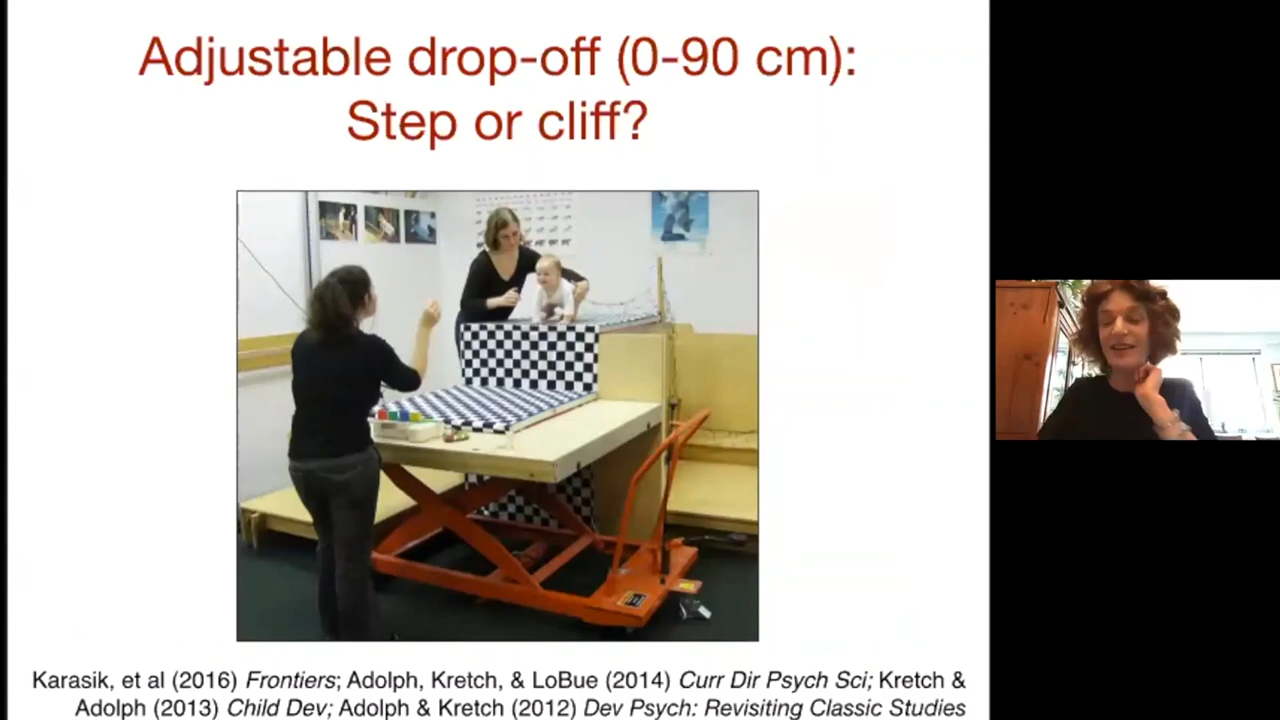 Adjustable drop-off (0-90 cm):
Step or cliff?
Karasik, et al (2016) Frontiers; Adolph, Kretch, & LoBue (2014) Curr Dir Psych Sci; Kretch &
Adolph (2013) Child Dev; Adolph & Kretch (2012) Dev Psych: Revisiting Classic Studies